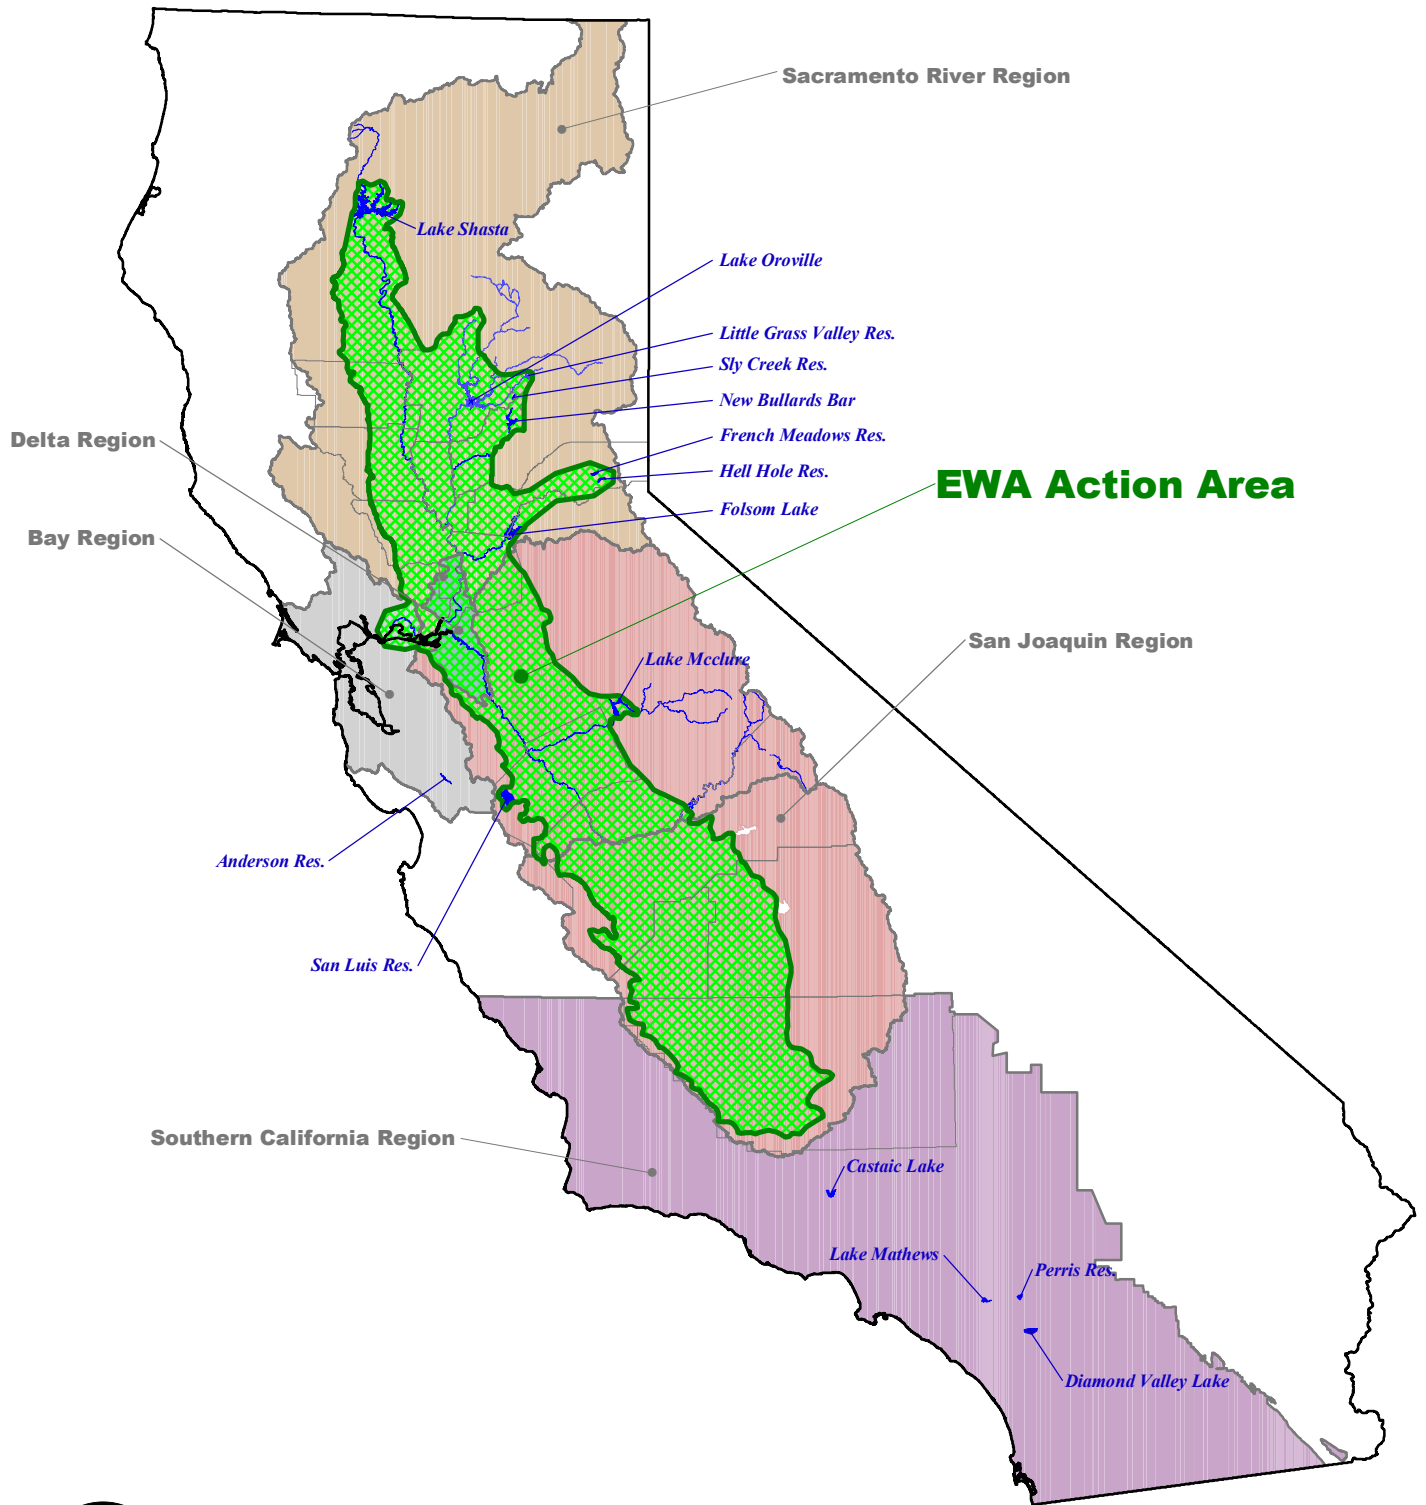 Sacramento River Region
Lake Shasta
Lake Oroville
Little Grass Valley Res.
Sly Creek Res.
New Bullards Bar
French Meadows Res.
Delta Region
Hell Hole Res.
EWA Action Area
Folsom Lake
Bay Region
San Joaquin Region
Lake Mcclure
Anderson Res.
San Luis Res.
Southern California Region
Castaic Lake
Lake Mathews
Perris Res.
Diamond Valley Lake